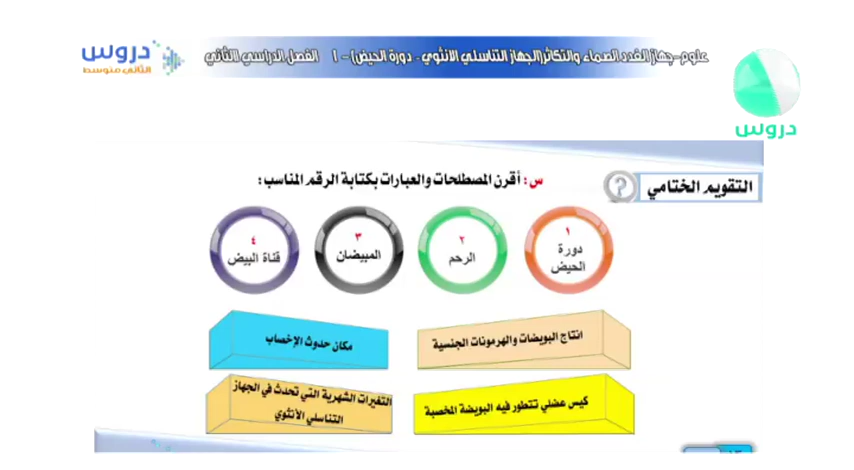 دروس
الثاني متوسط
علوم-جهاز الغدد الصماء والتكاثر(الجهاز التناسلي الانثوي - دورة الحيض) - ١ الفصل الدراسي الثاني
دروس
التقويم الختامي
س: أقرن المصطلحات والعبارات بكتابة الرقم المناسب:
١
دورة
الحيض
٢
الرحم
٣
المبيضان
٤
قناة البيض
انتاج البويضات والهرمونات الجنسية
مكان حدوث الإخصاب
كيس عضلي تتطور فيه البويضة المخصبة
التغيرات الشهرية التي تحدث في الجهاز
التناسلي الأنثوي